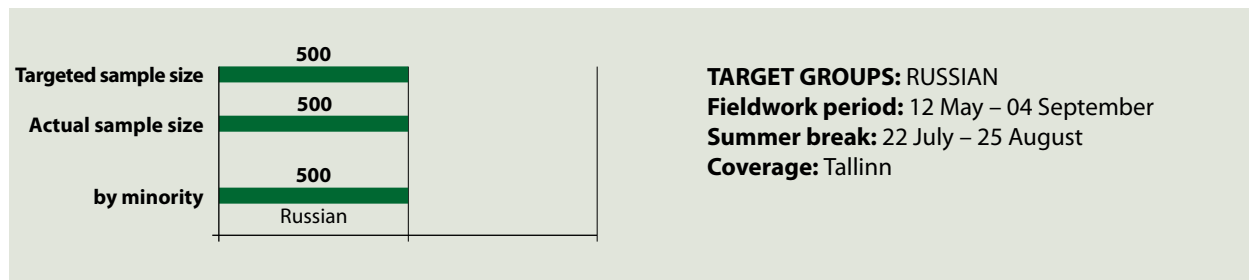 500
Targeted sample size
500
Actual sample size
500
by minority
Russian
TARGET GROUPS: RUSSIAN
Fieldwork period: 12 May – 04 September
Summer break: 22 July – 25 August
Coverage: Tallinn